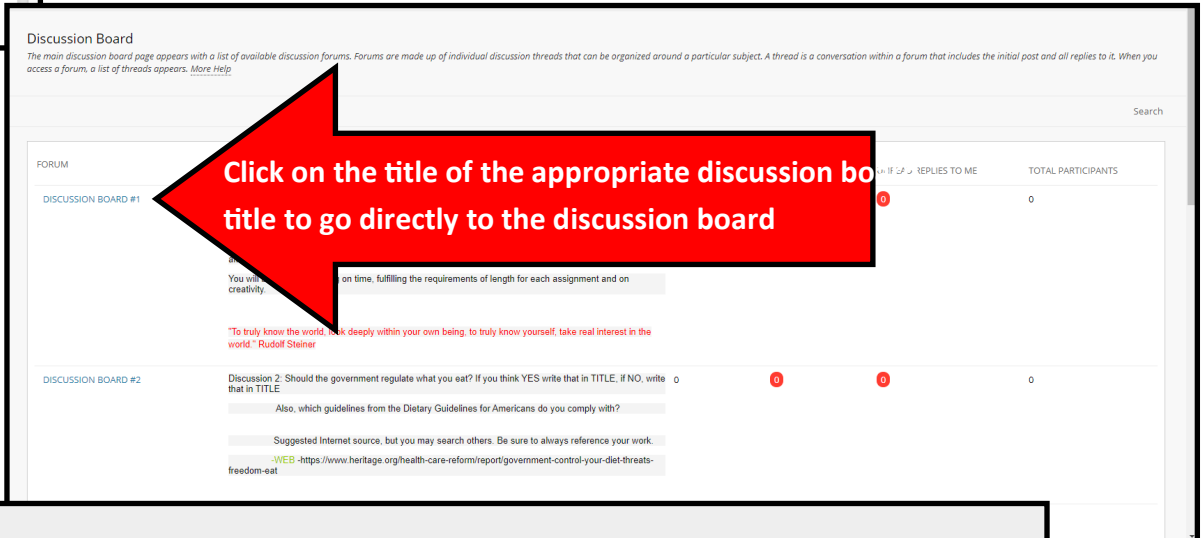 Discussion Board
The main discussion board page appears with a list of available discussion forums. Forums are made up of individual discussion threads that can be organized around a particular subject. A thread is a conversation within a forum that includes the initial post and all replies to it. When you
access a forum, a list of threads appears. More Help
Search
FORUM
REPLIES TO ME
TOTAL PARTICIPANTS
Click on the title of the appropriate discussion bo
title to go directly to the discussion board
DISCUSSION BOARD #1
0
0
You will on time, fulfilling the requirements of length for each assignment and on
creativity.
"To truly know the world, look deeply within your own being, to truly know yourself, take real interest in the
world." Rudolf Steiner
DISCUSSION BOARD #2
Discussion 2: Should the government regulate what you eat? If you think YES write that in TITLE, if NO, write
that in TITLE
0
0
0
0
Also, which guidelines from the Dietary Guidelines for Americans do you comply with?
Suggested Internet source, but you may search others. Be sure to always reference your work.
-WEB -https://www.heritage.org/health-care-reform/report/government-control-your-diet-threats-
freedom-eat